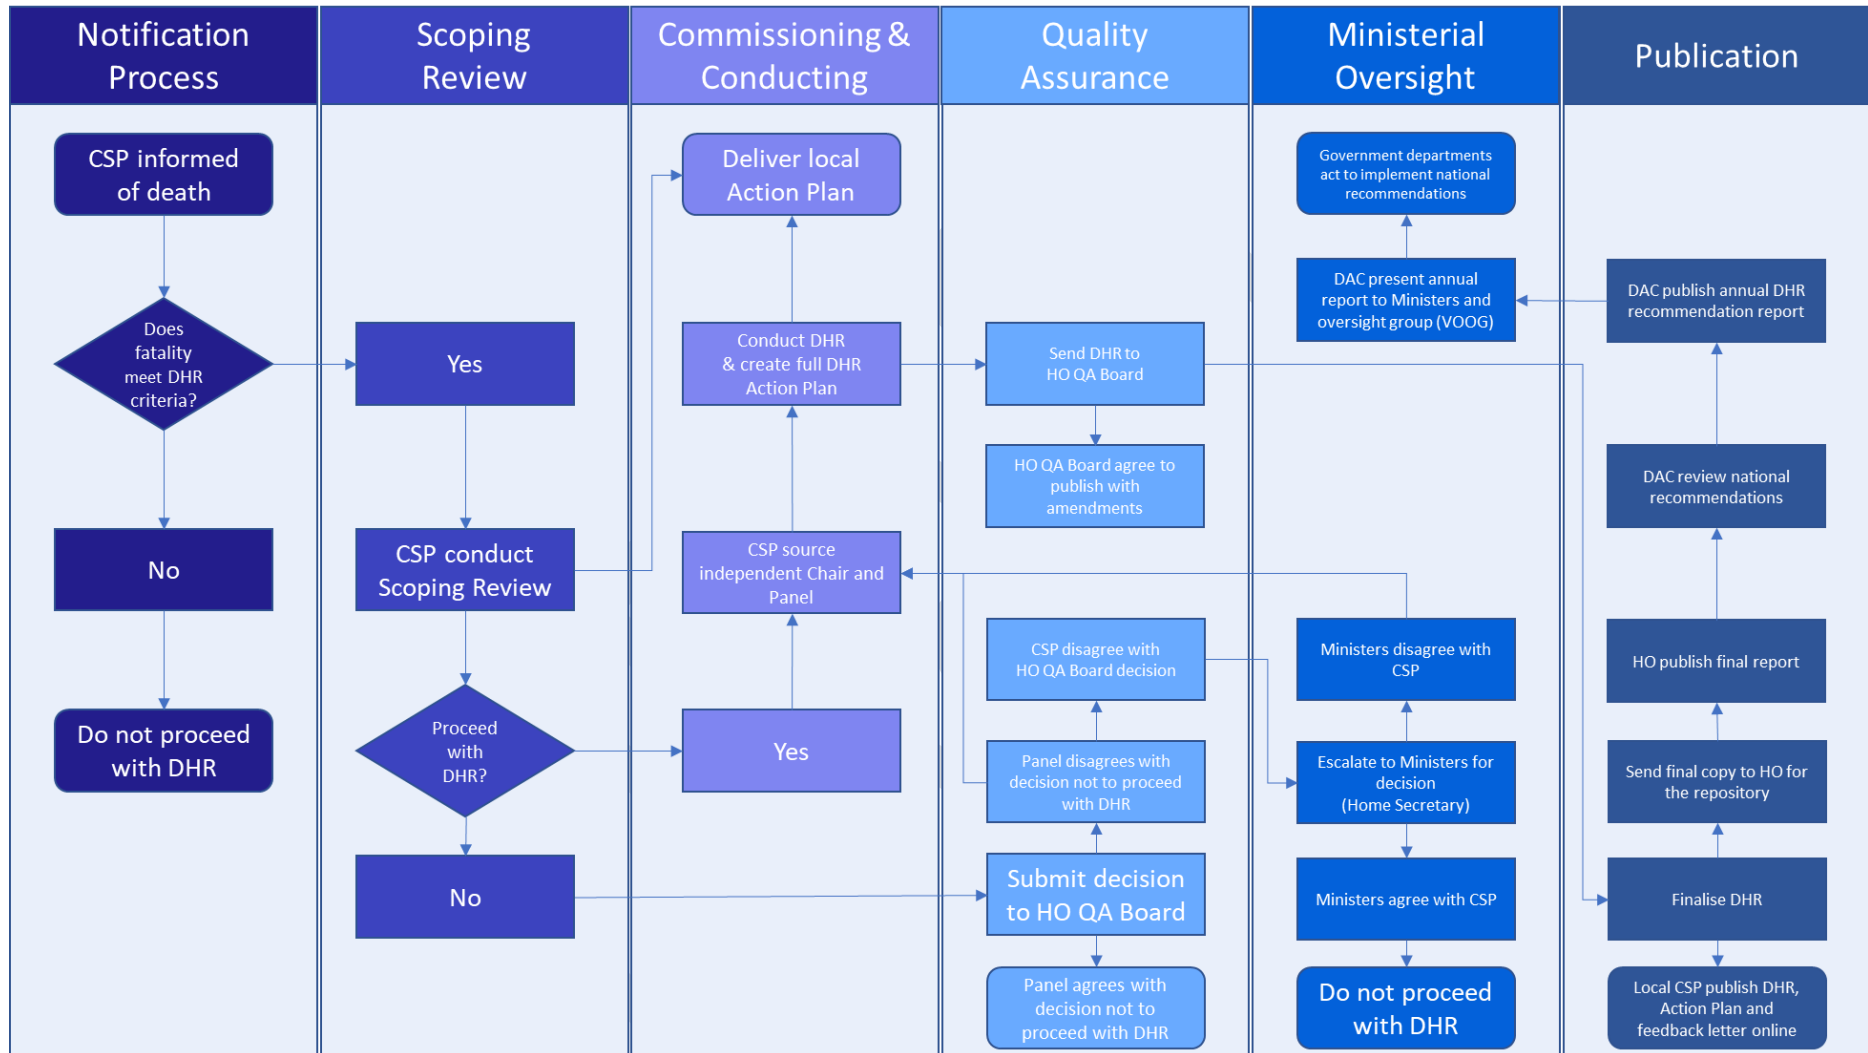 Notification
Process
Scoping
Review
Commissioning &
Conducting
Quality
Assurance
Ministerial
Oversight
Publication
CSP informed
of death
Does
fatality
meet DHR
criteria?
No
Do not proceed
with DHR
Yes
CSP conduct
Scoping Review
Proceed
with
DHR?
No
Deliver local
Action Plan
Conduct DHR
& create full DHR
Action Plan
CSP source
independent Chair and
Panel
Yes
Send DHR to
HO QA Board
HO QA Board agree to
publish with
amendments
CSP disagree with
HO QA Board decision
Panel disagrees with
decision not to proceed
with DHR
Submit decision
to HO QA Board
Panel agrees with
decision not to
proceed with DHR
Government departments
act to implement national
recommendations
DAC present annual
report to Ministers and
oversight group (VOOG)
Ministers disagree with
CSP
Escalate to Ministers for
decision
(Home Secretary)
Ministers agree with CSP
Do not proceed
with DHR
DAC publish annual DHR
recommendation report
DAC review national
recommendations
HO publish final report
Send final copy to HO for
the repository
Finalise DHR
Local CSP publish DHR,
Action Plan and
feedback letter online